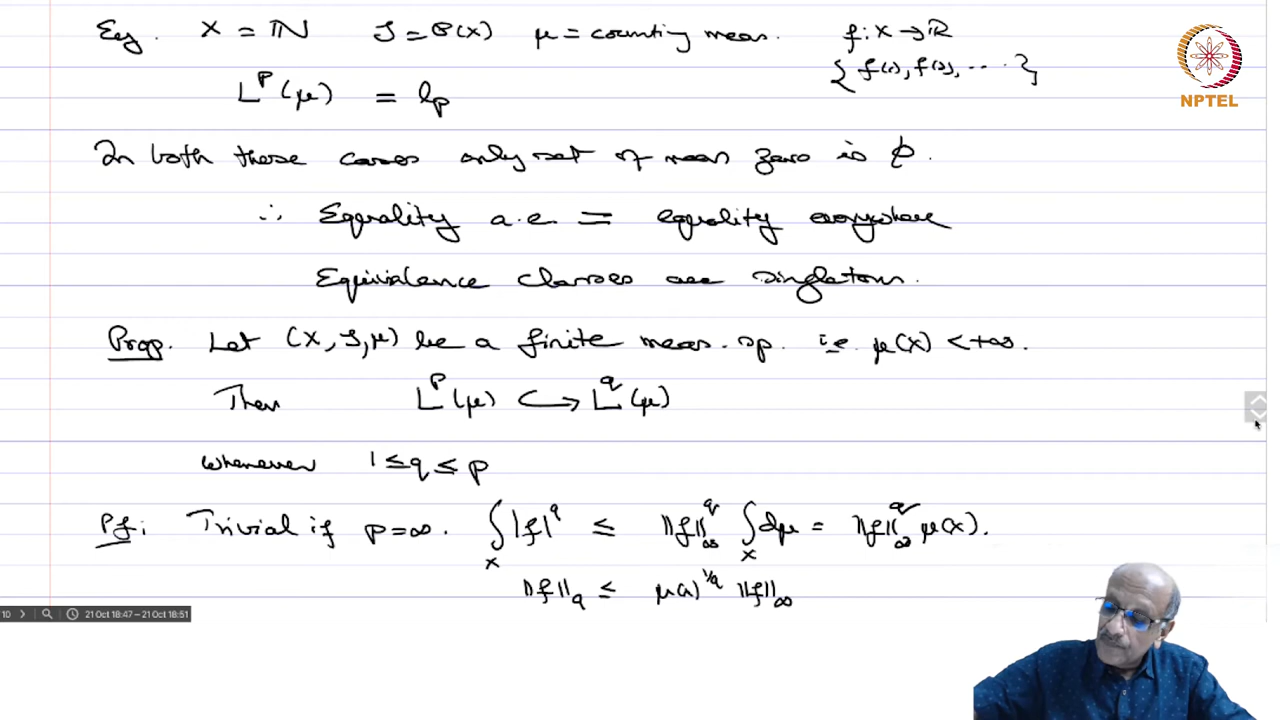 Eg. X = ℕ 𝒮 = 𝒫(X) μ = counting meas. f: X → ℝ
{f(1), f(2), ....}
NPTEL
L^p(μ) = l_p
In both these cases only set of meas zero is φ.
∴ Equality a.e. = equality everywhere
Equivalence classes are singletons.
Prop. Let (X, 𝒮, μ) be a finite meas. sp. i.e. μ(X) < +∞.
Then L^p(μ) ↪ L^q(μ)
whenever 1 ≤ q ≤ p
Pf: Trivial if p = ∞. ∫_X |f|^q ≤ ||f||_∞^q ∫_X dμ = ||f||_∞^q μ(X).
||f||_q ≤ μ(X)^{1/q} ||f||_∞
10 21 Oct 18:47 – 21 Oct 18:51